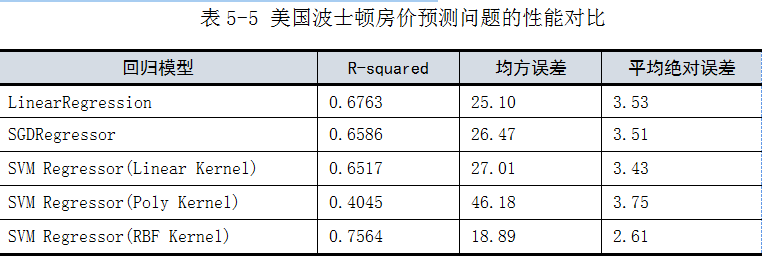 表 5-5 美国波士顿房价预测问题的性能对比
回归模型 R-squared 均方误差 平均绝对误差
LinearRegression 0.6763 25.10 3.53
SGDRegressor 0.6586 26.47 3.51
SVM Regressor(Linear Kernel) 0.6517 27.01 3.43
SVM Regressor(Poly Kernel) 0.4045 46.18 3.75
SVM Regressor(RBF Kernel) 0.7564 18.89 2.61